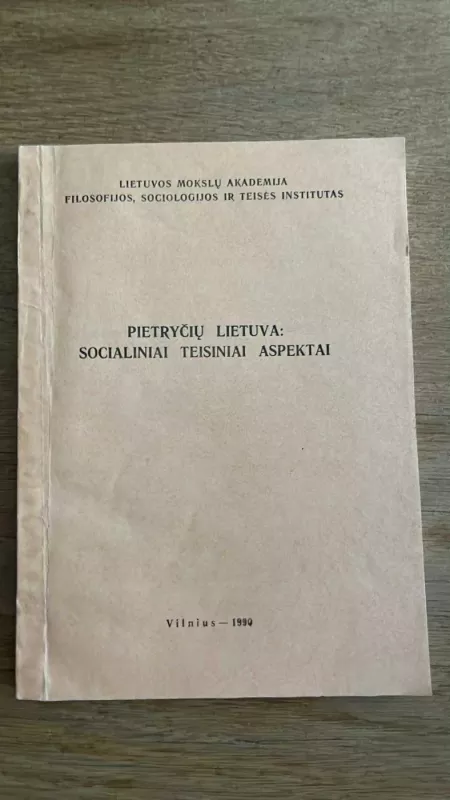 LIETUVOS MOKSLŲ AKADEMIJA
FILOSOFIJOS, SOCIOLOGIJOS IR TEISĖS INSTITUTAS
PIETRYČIŲ LIETUVA:
SOCIALINIAI TEISINIAI ASPEKTAI
Vilnius — 1990